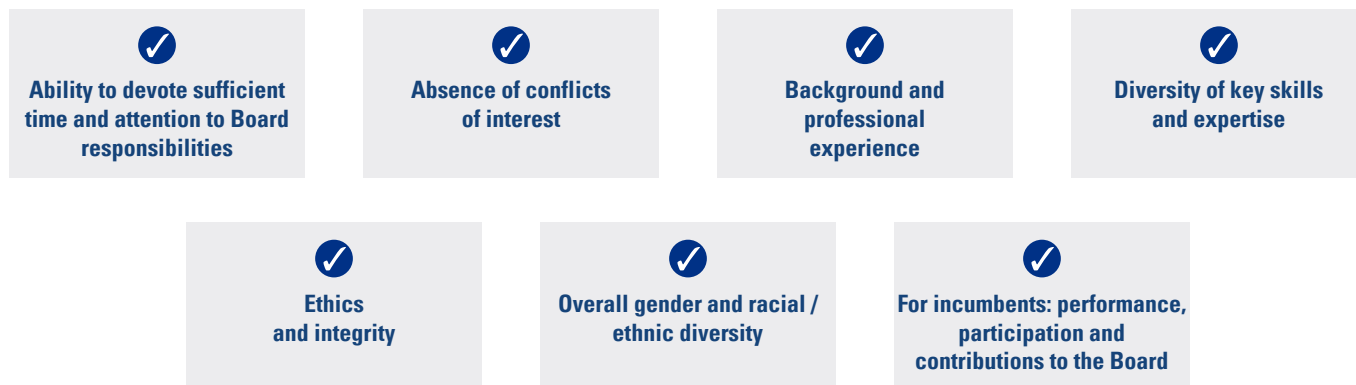 Ability to devote sufficient
time and attention to Board
responsibilities
Absence of conflicts
of interest
Background and
professional
experience
Diversity of key skills
and expertise
Ethics
and integrity
Overall gender and racial /
ethnic diversity
For incumbents: performance,
participation and
contributions to the Board